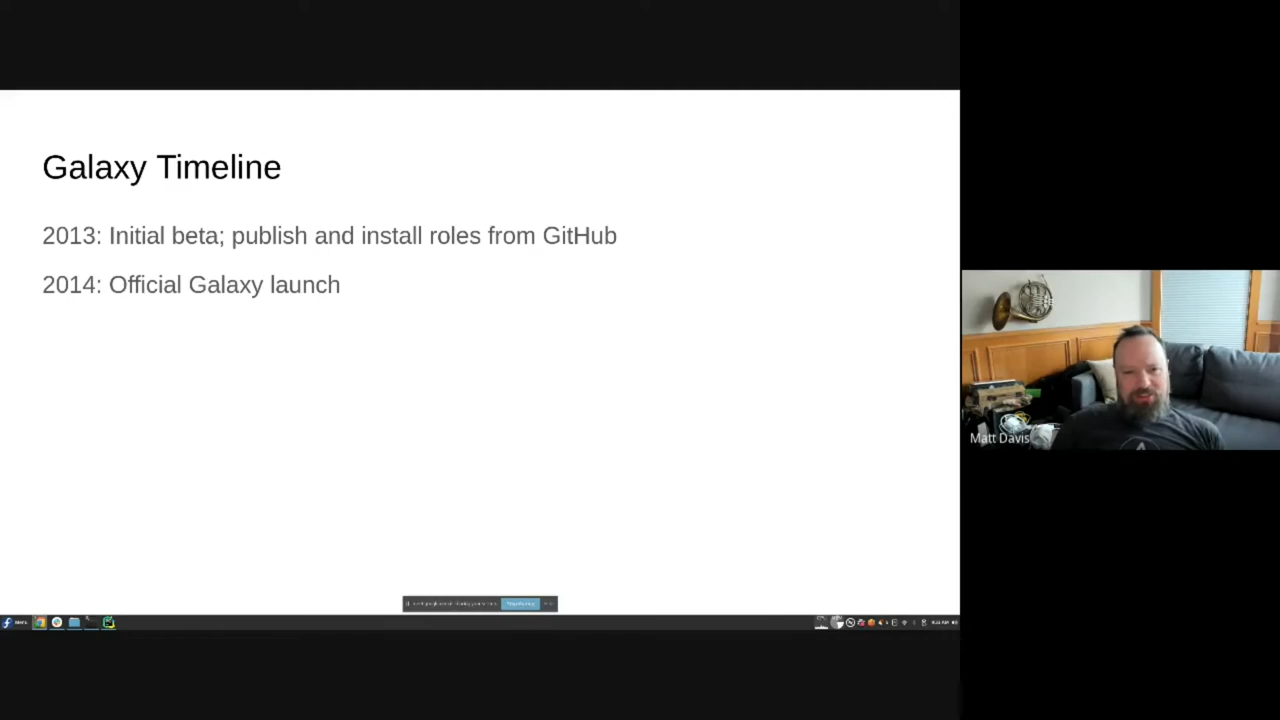 Galaxy Timeline
2013: Initial beta; publish and install roles from GitHub
2014: Official Galaxy launch
Matt Davis